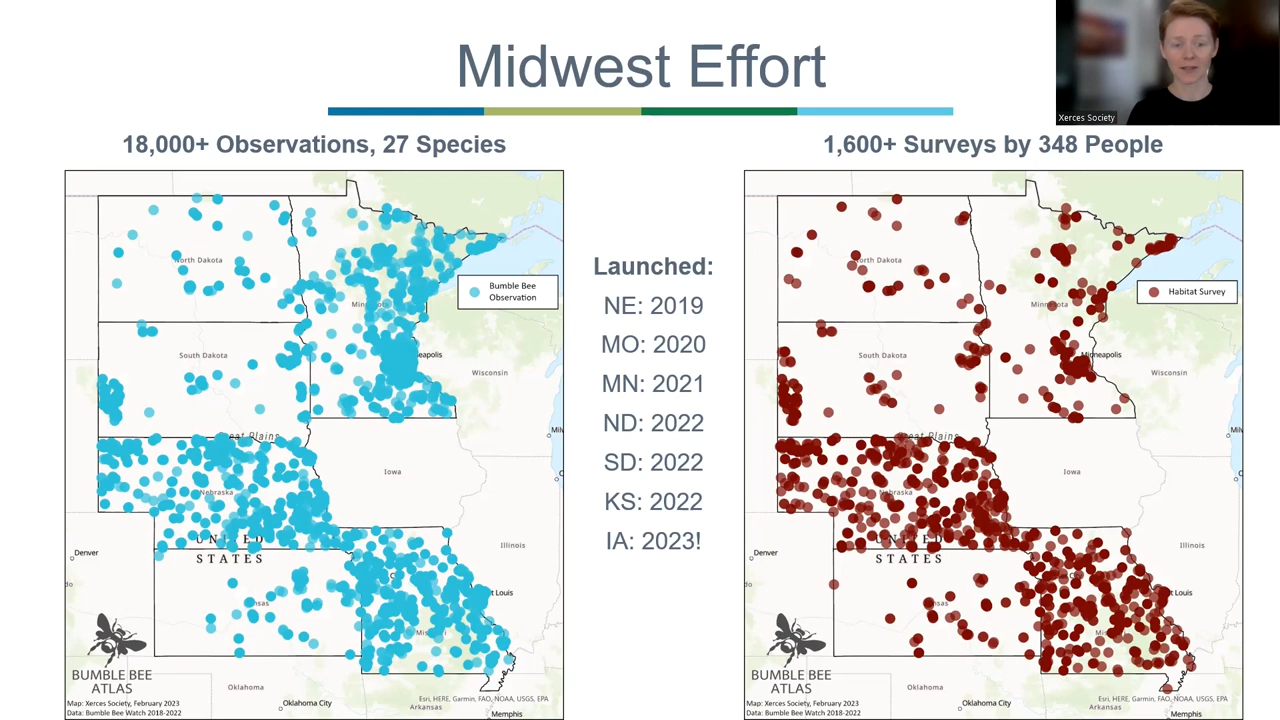 Midwest Effort
Xerces Society
18,000+ Observations, 27 Species
1,600+ Surveys by 348 People
North Dakota
Bumble Bee
Observation
South Dakota
Wisconsin
Great Plains
Iowa
Nebraska
UNITED
STATES
Denver
Illinois
BUMBLE BEE
ATLAS
Oklahoma
Esri, HERE, Garmin, FAO, NOAA, USGS, EPA
Map: Xerces Society, February 2023
Data: Bumble Bee Watch 2018-2022
Oklahoma City
Arkansas
Memphis
Launched:
NE: 2019
MO: 2020
MN: 2021
ND: 2022
SD: 2022
KS: 2022
IA: 2023!
North Dakota
Habitat Survey
Minnesota
South Dakota
Minneapolis
Wisconsin
Great Plains
Iowa
Nebraska
UNITED
STATES
Denver
Illinois
BUMBLE BEE
ATLAS
Oklahoma
Esri, HERE, Garmin, FAO, NOAA, USGS, EPA
Map: Xerces Society, February 2023
Data: Bumble Bee Watch 2018-2022
Oklahoma City
Arkansas
Memphis